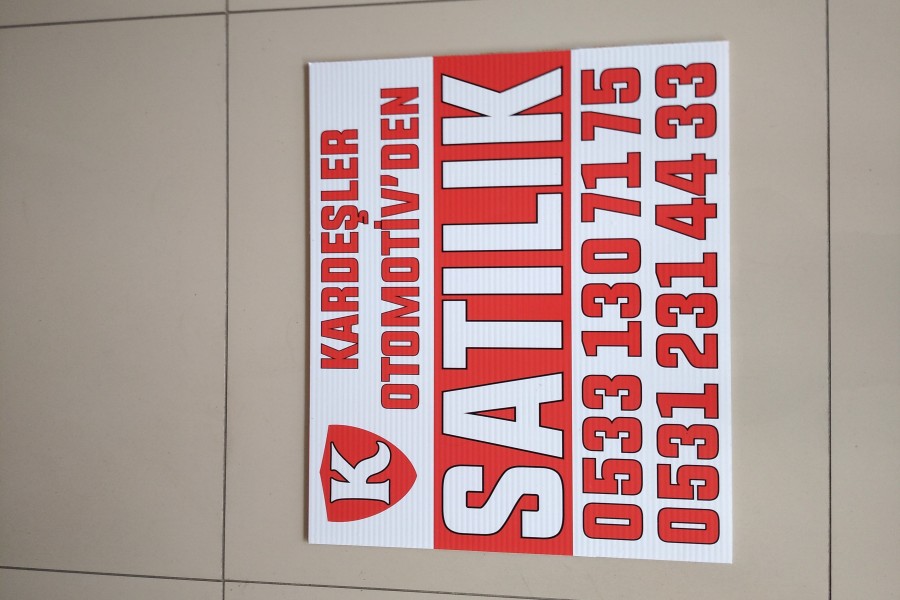 K
KARDEŞLER
OTOMOTİV'DEN
SATILIK
0533 130 71 75
0531 231 44 33